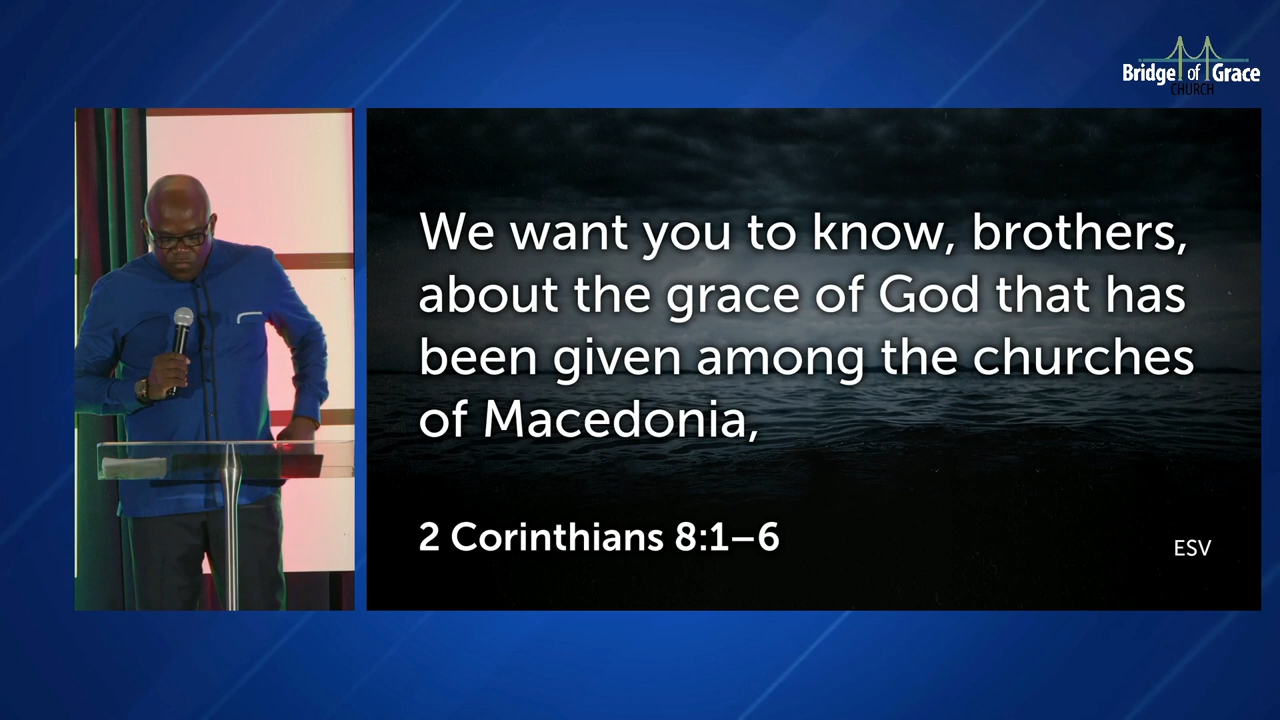 Bridge of Grace
CHURCH
We want you to know, brothers,
about the grace of God that has
been given among the churches
of Macedonia,
2 Corinthians 8:1–6
ESV